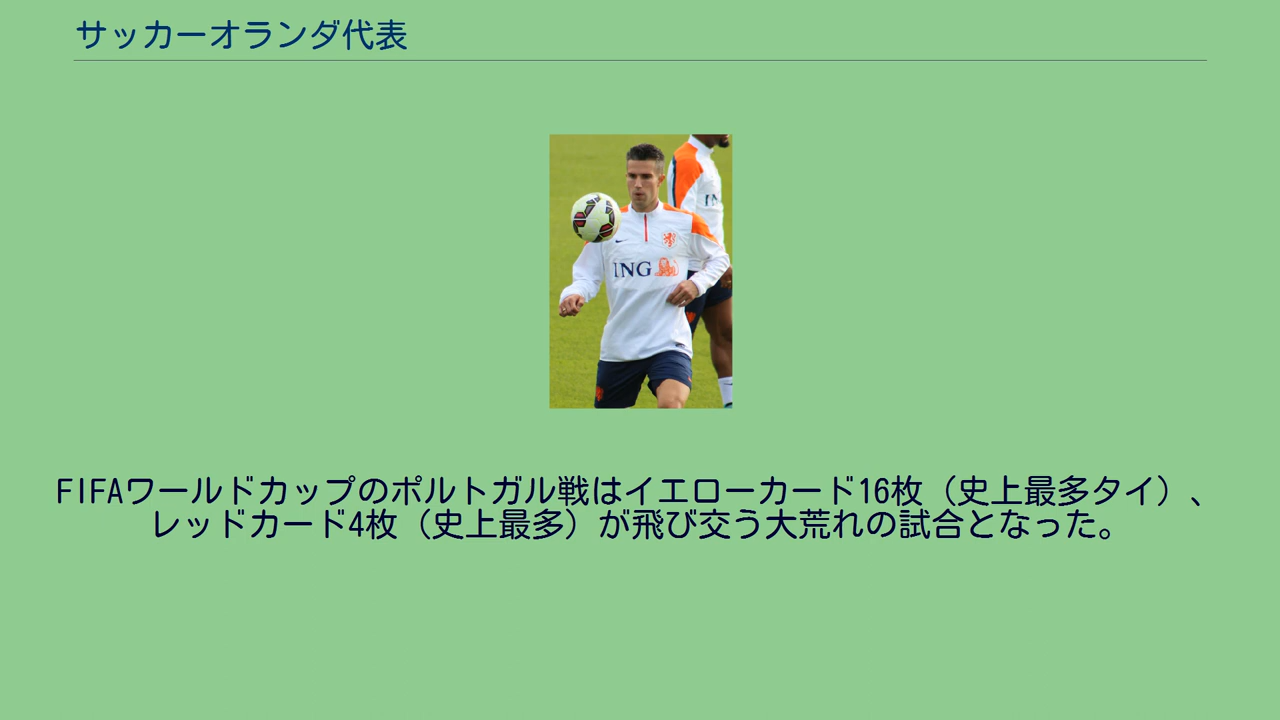 サッカーオランダ代表
ING
IN
FIFAワールドカップのポルトガル戦はイエローカード16枚（史上最多タイ）、
レッドカード4枚（史上最多）が飛び交う大荒れの試合となった。